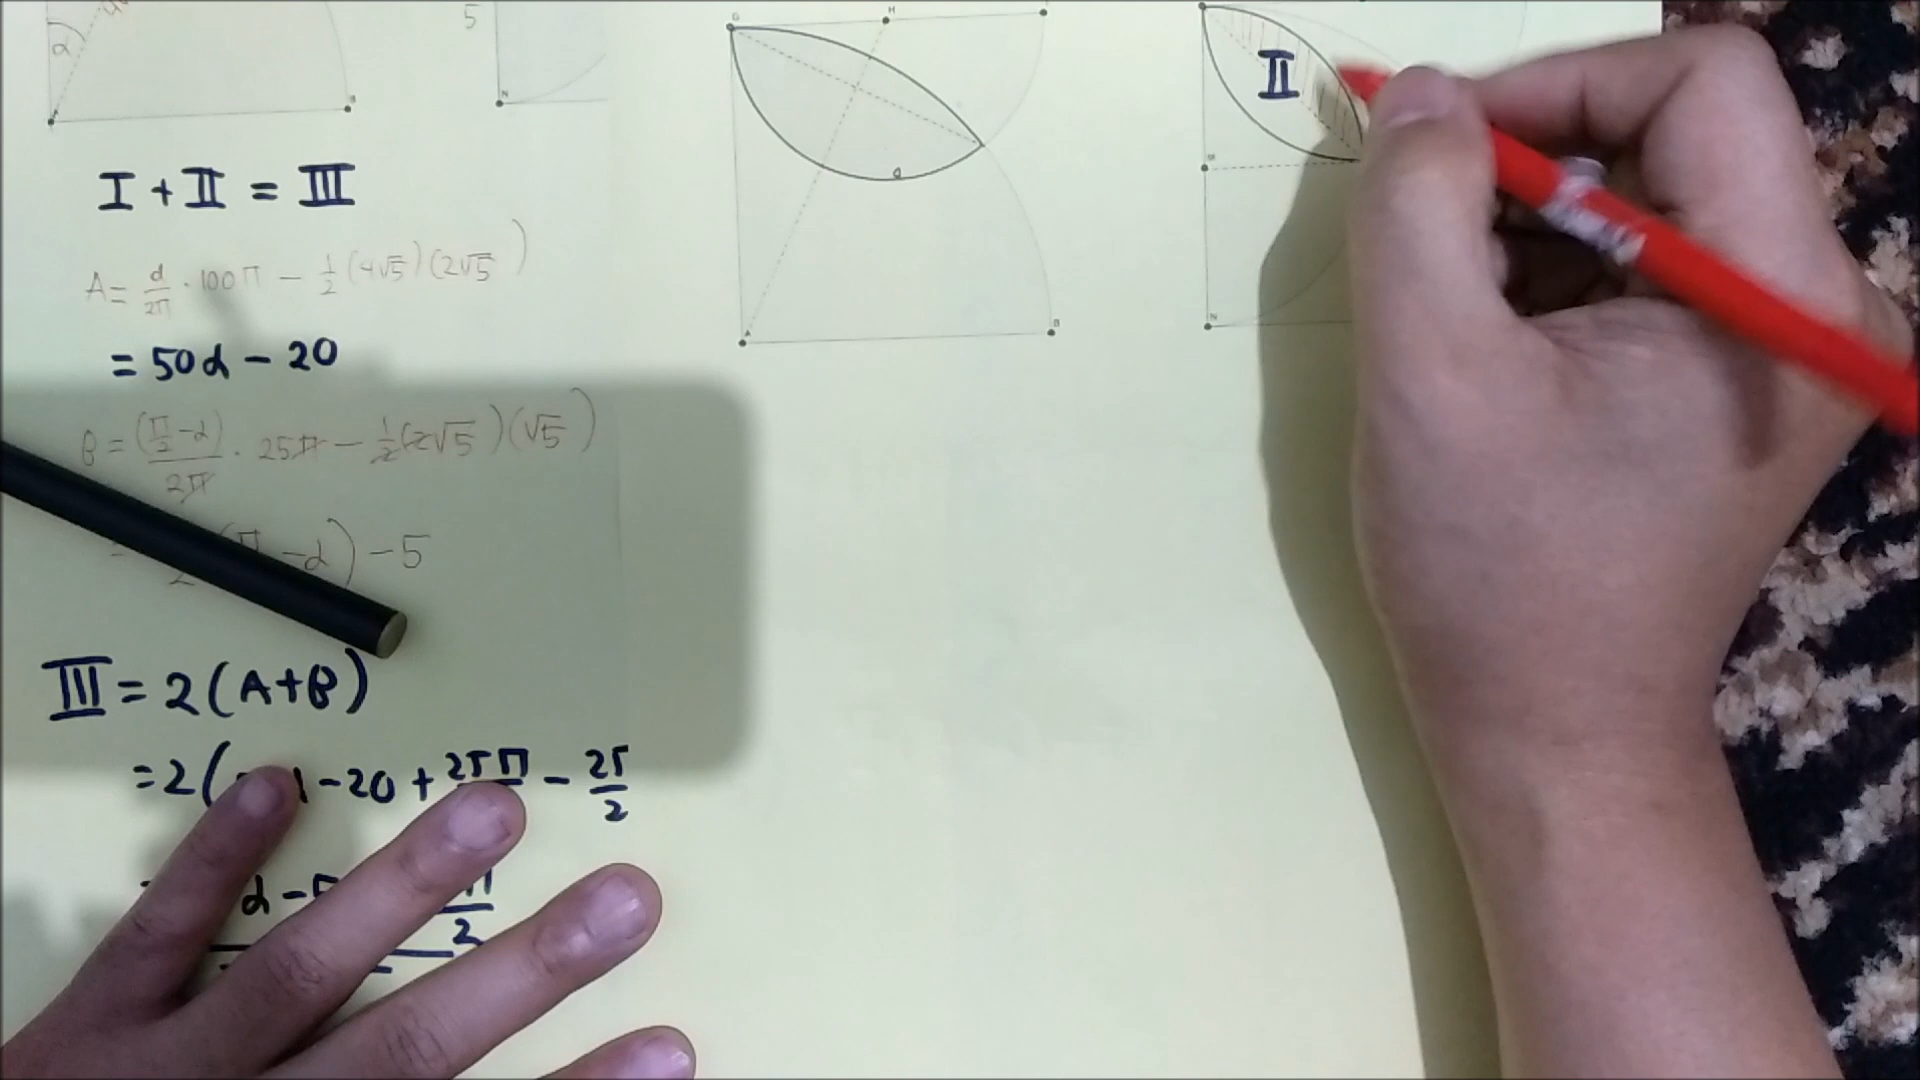 α
5
N
G
H
B
A
B
M
N
II
I + II = III
A = α/2π · 100π − 1/2 (4√5)(2√5)
= 50α − 20
B = (π/2 − α)/2π · 25π − 1/2 (2√5)(√5)
− α) − 5
III = 2(A+B)
= 2( − 20 + 25π − 25/2
α −
2